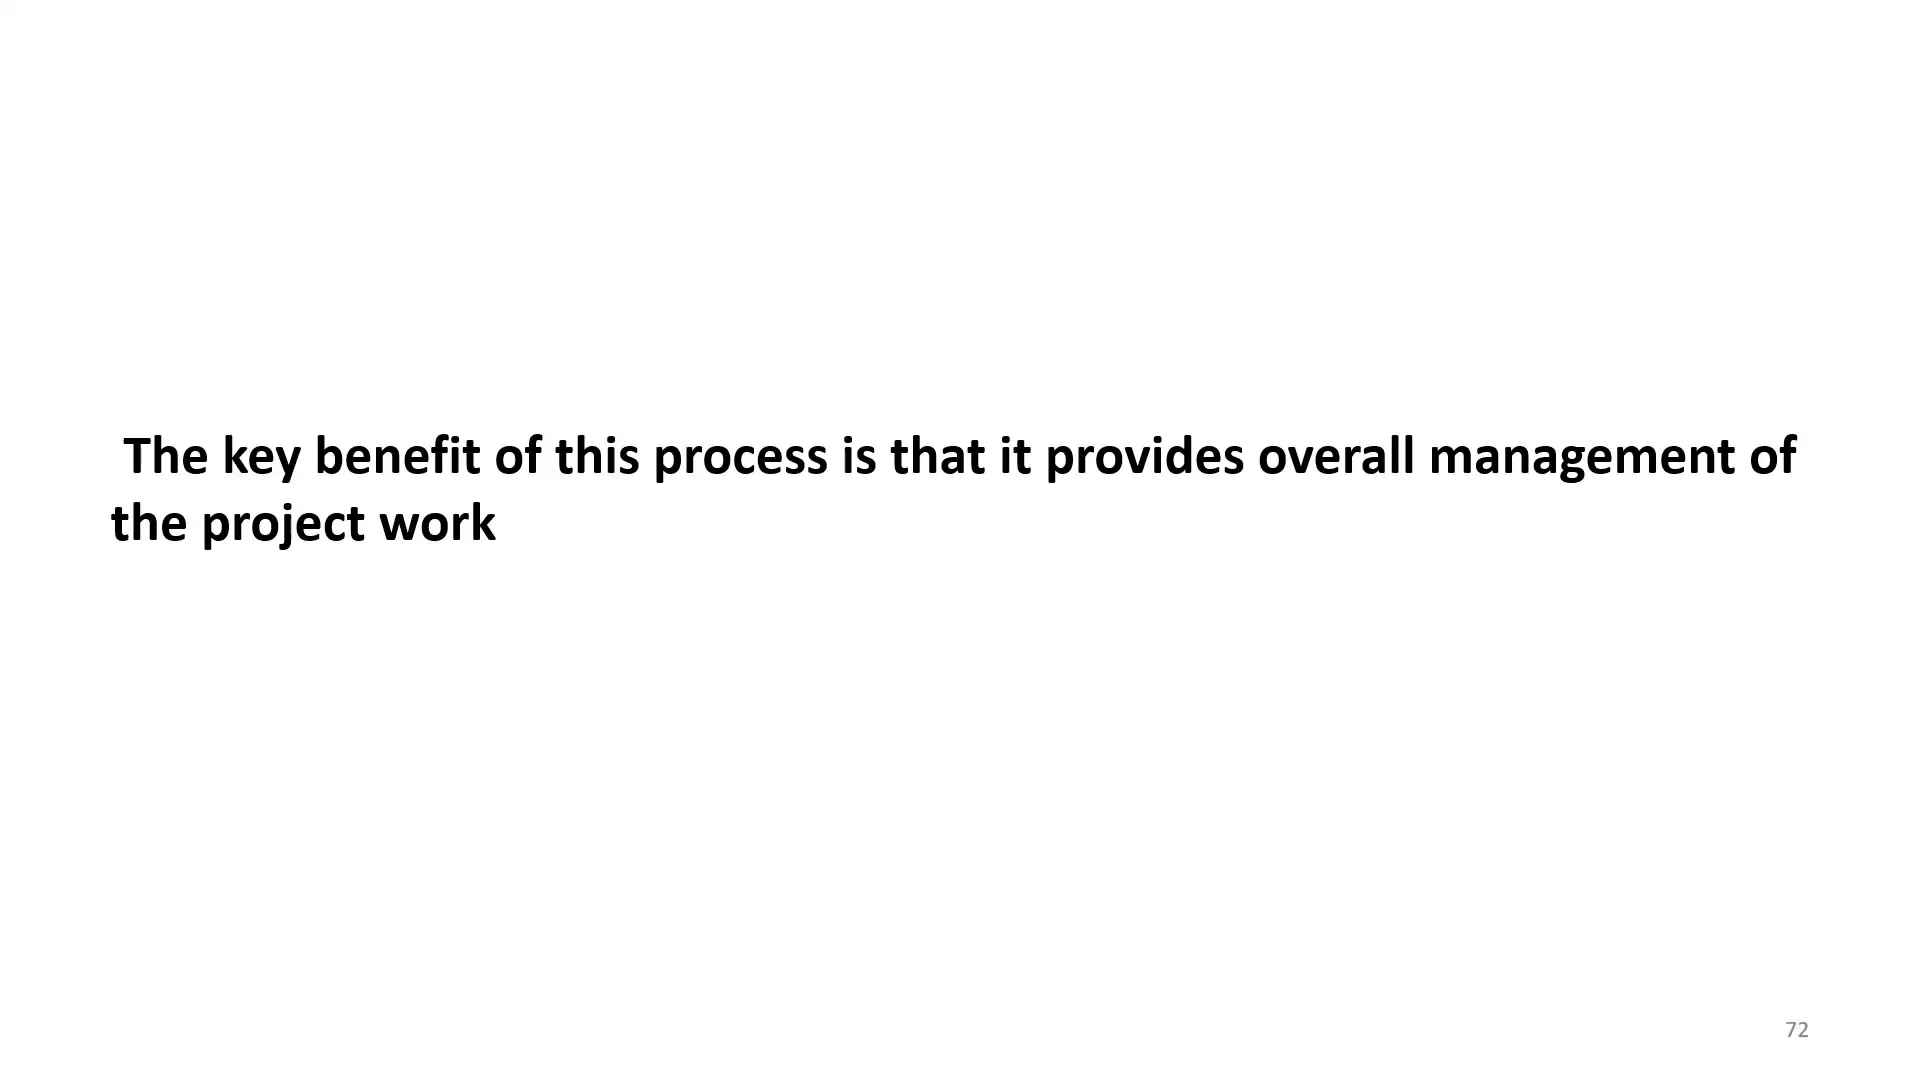 The key benefit of this process is that it provides overall management of
the project work
72